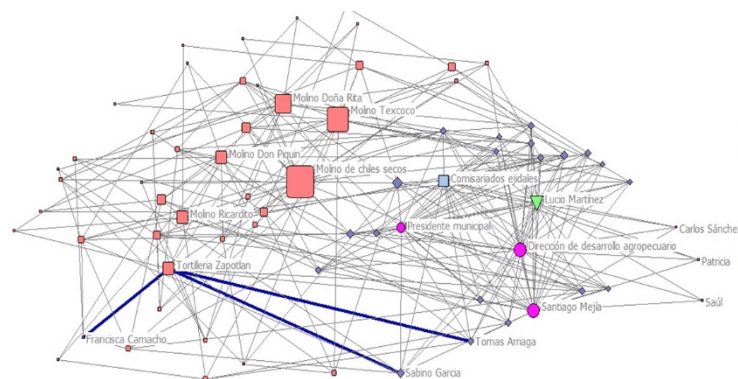 Molino Doña Rita
Molino Texcoco
Molino Don Piquin
Molino de chiles secos
Comisariados ejidales
Lucio Martínez
Molino Ricardito
Presidente municipal
Carlos Sánche
Dirección de desarrollo agropecuario
Tortilleria Zapotlan
Patricia
Saúl
Santiago Mejía
Francisca Camacho
Tomas Arriaga
Sabino Garcia